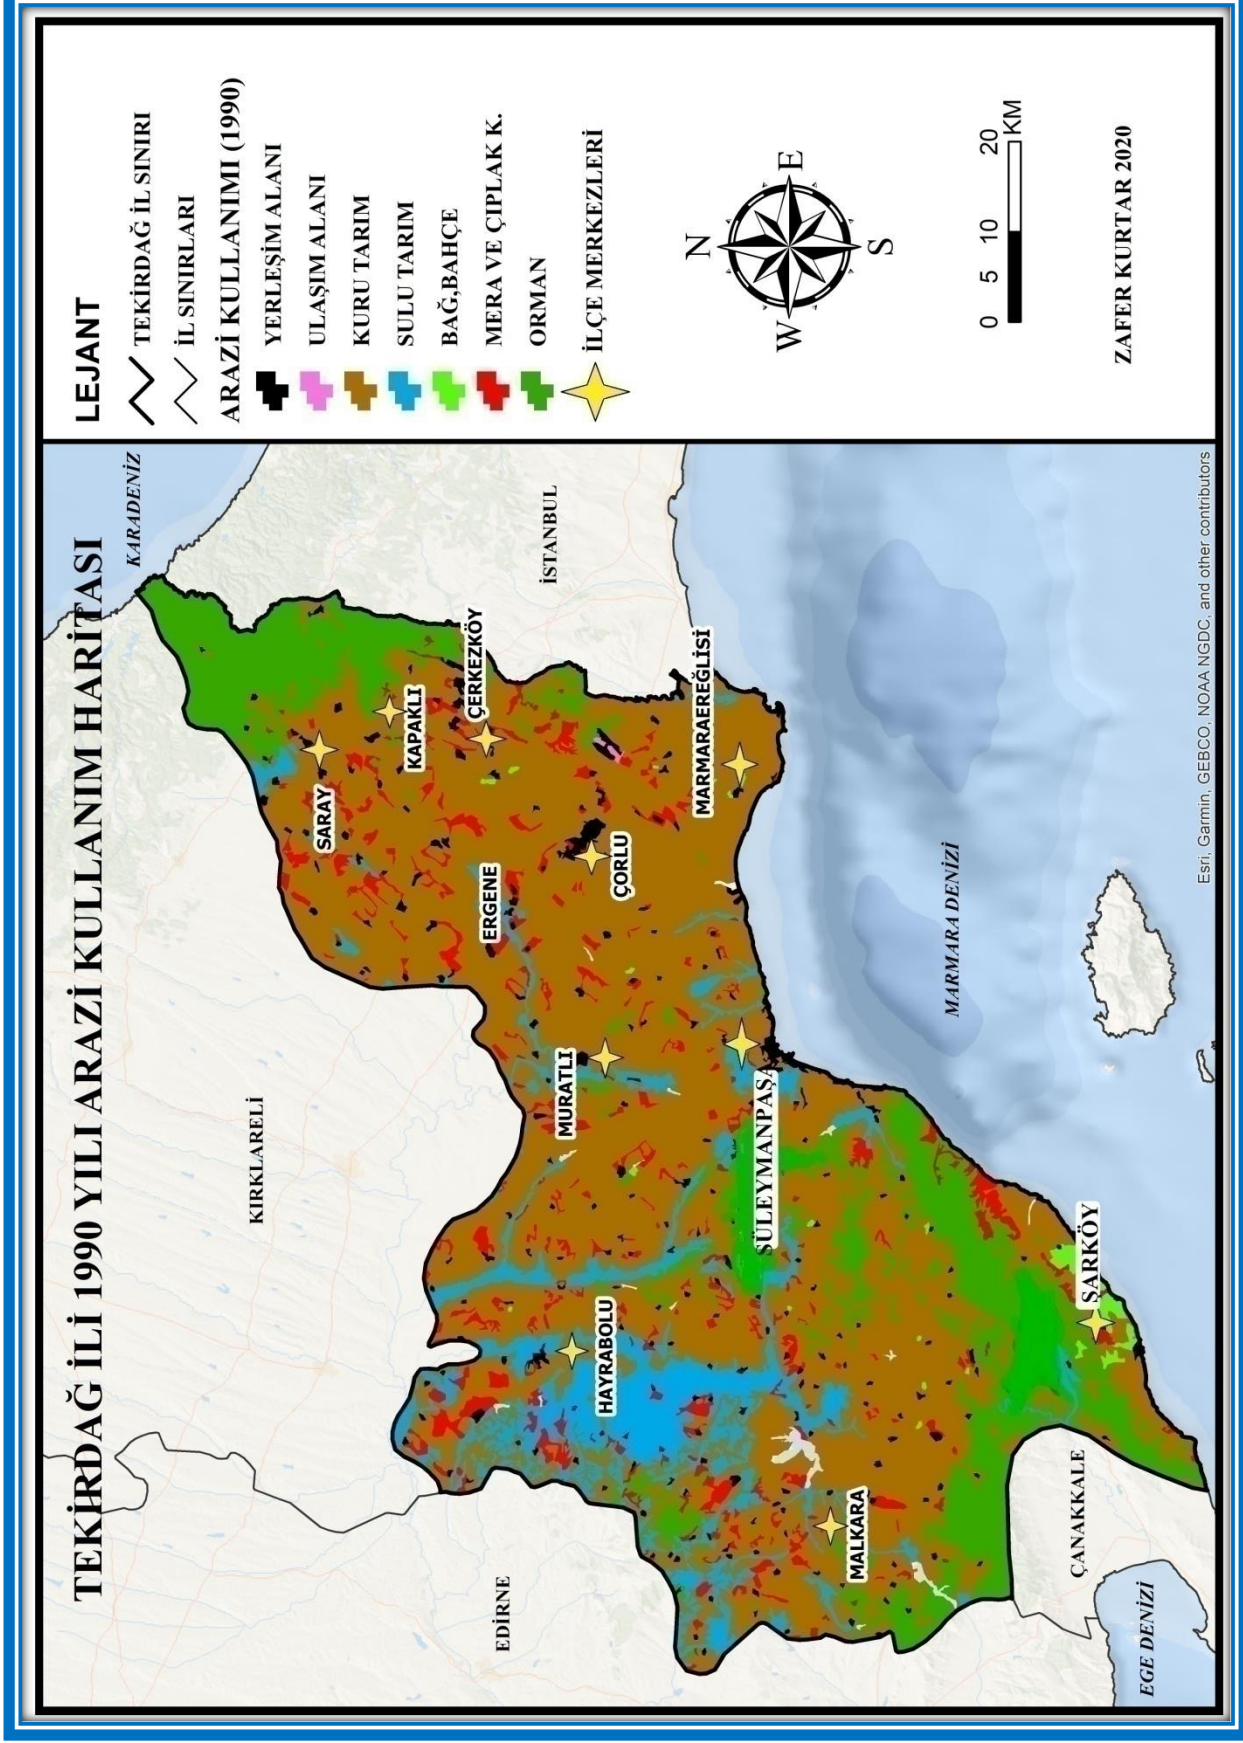 TEKİRDAĞ İLİ 1990 YILI ARAZİ KULLANIM HARİTASI
KARADENİZ
KIRKLARELİ
İSTANBUL
EDİRNE
ÇANAKKALE
EGE DENİZİ
MARMARA DENİZİ
SARAY
KAPAKLI
ÇERKEZKÖY
ERGENE
ÇORLU
MARMARAEREĞLİSİ
MURATLI
SÜLEYMANPAŞA
HAYRABOLU
MALKARA
ŞARKÖY
Esri, Garmin, GEBCO, NOAA NGDC, and other contributors
LEJANT
TEKİRDAĞ İL SINIRI
İL SINIRLARI
ARAZİ KULLANIMI (1990)
YERLEŞİM ALANI
ULAŞIM ALANI
KURU TARIM
SULU TARIM
BAĞ,BAHÇE
MERA VE ÇIPLAK K.
ORMAN
İLÇE MERKEZLERİ
N
W
E
S
0 5 10 20
KM
ZAFER KURTAR 2020